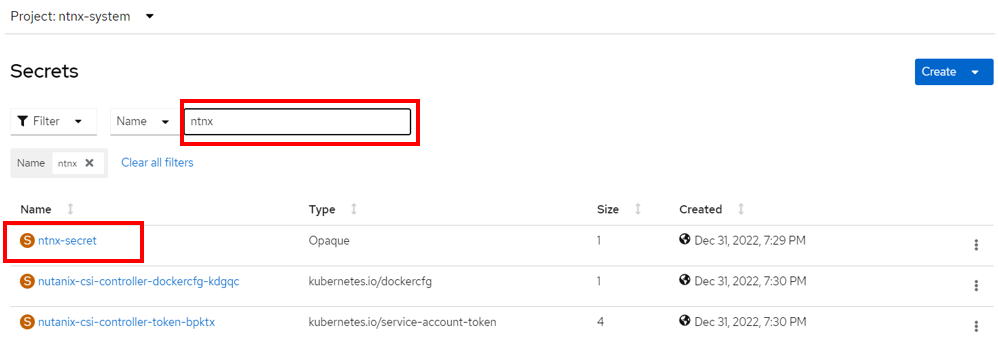 Project: ntnx-system
Secrets
Create
Filter Name ntnx
Name ntnx Clear all filters
Name Type Size Created
S ntnx-secret Opaque 1 Dec 31, 2022, 7:29 PM
S nutanix-csi-controller-dockercfg-kdgqc kubernetes.io/dockercfg 1 Dec 31, 2022, 7:30 PM
S nutanix-csi-controller-token-bpktx kubernetes.io/service-account-token 4 Dec 31, 2022, 7:30 PM